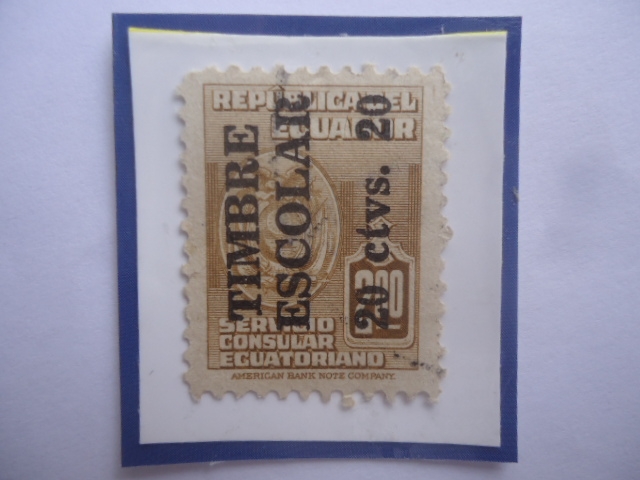 REPUBLICA DEL
ECUADOR
TIMBRE
ESCOLAR
20 ctvs. 20
SERVICIO
CONSULAR
ECUATORIANO
AMERICAN BANK NOTE COMPANY.